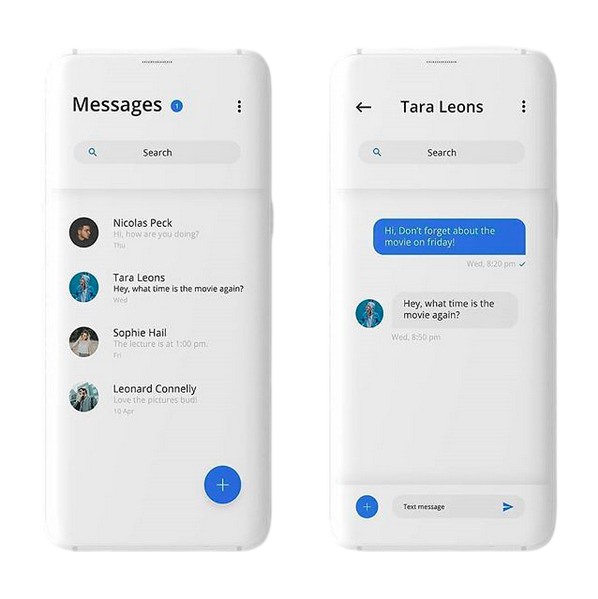 Messages 1
Search
Nicolas Peck
Hi, how are you doing?
Thu
Tara Leons
Hey, what time is the movie again?
Wed
Sophie Hail
The lecture is at 1:00 pm.
Fri
Leonard Connelly
Love the pictures bud!
10 Apr
Tara Leons
Search
Hi, Don't forget about the
movie on friday!
Wed, 8:20 pm
Hey, what time is the
movie again?
Wed, 8:50 pm
Text message